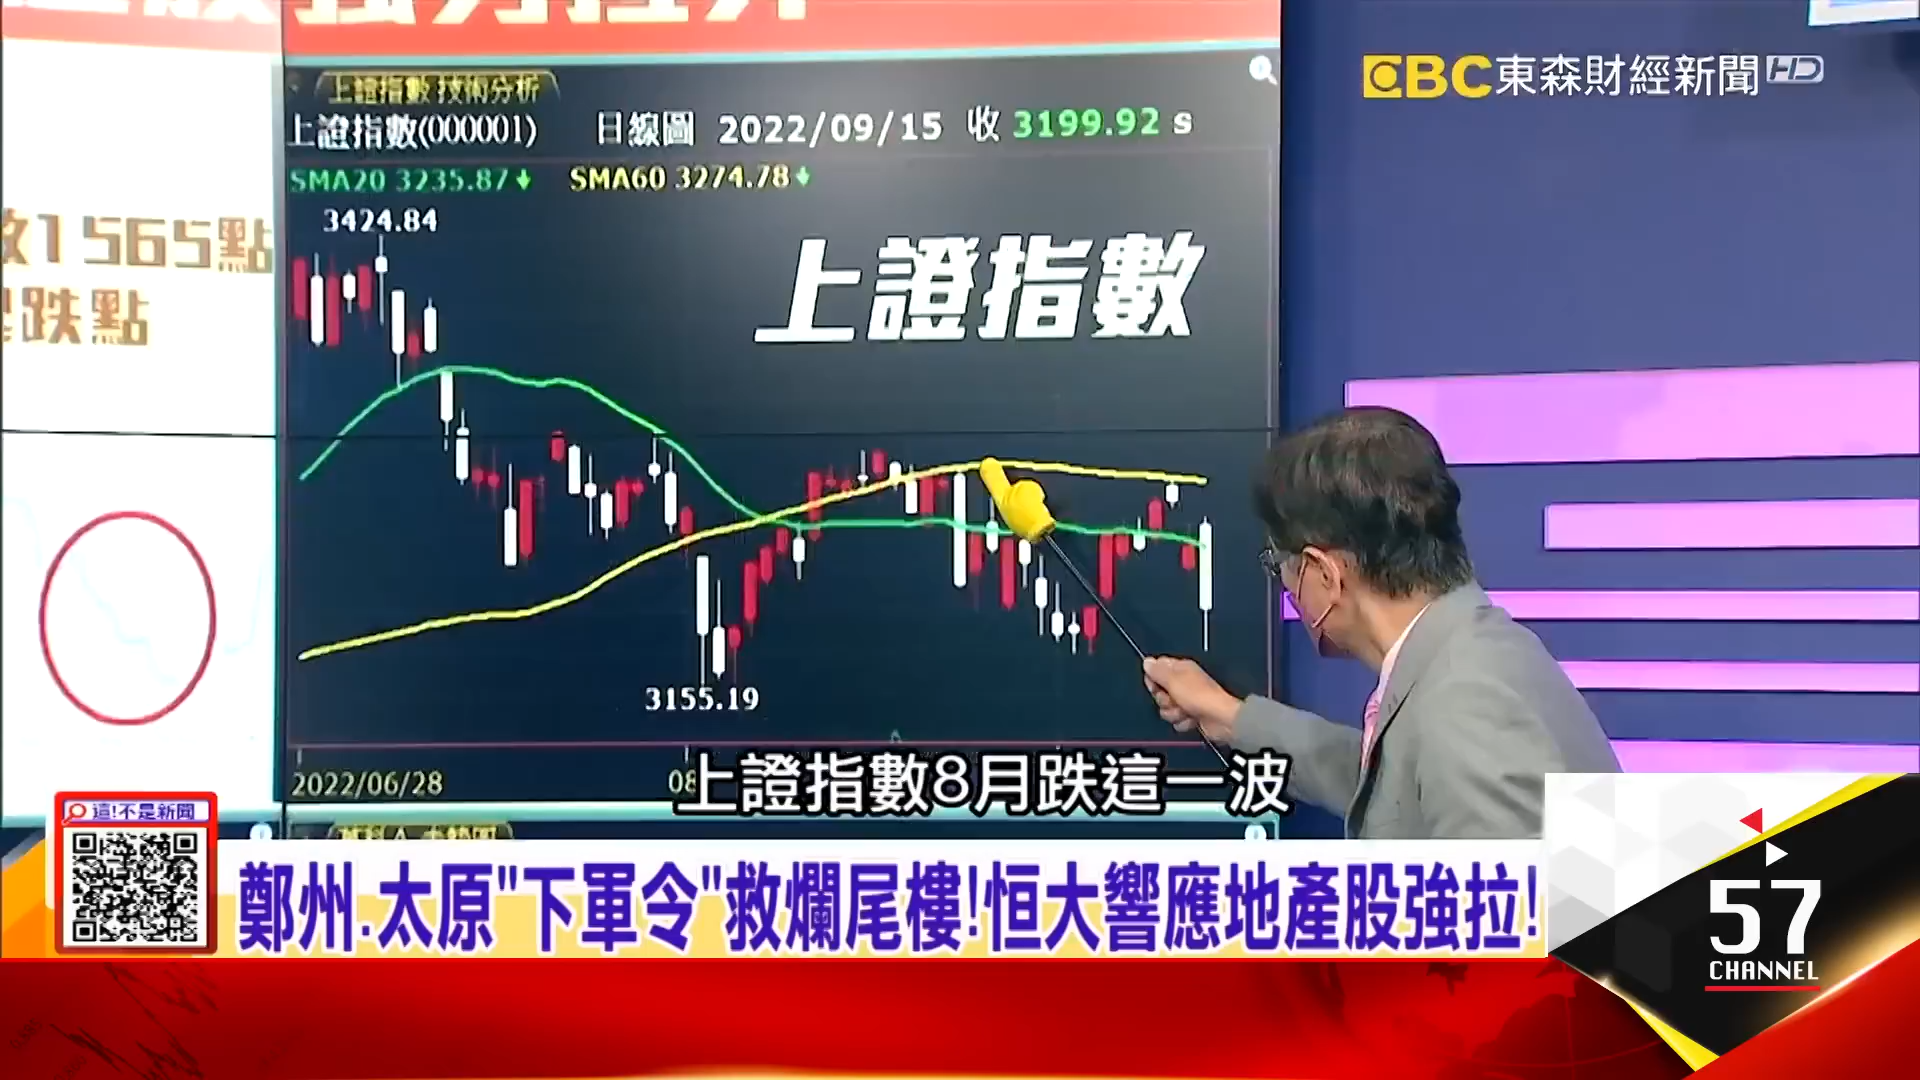 上證指數 技術分析
EBC 東森財經新聞 HD
上證指數(000001) 日線圖 2022/09/15 收 3199.92 s
SMA20 3235.87↓ SMA60 3274.78↓
3424.84
1565點
跌點
上證指數
3155.19
2022/06/28 08
上證指數8月跌這一波
這!不是新聞
鄭州.太原"下軍令"救爛尾樓!恒大響應地產股強拉!
57
CHANNEL